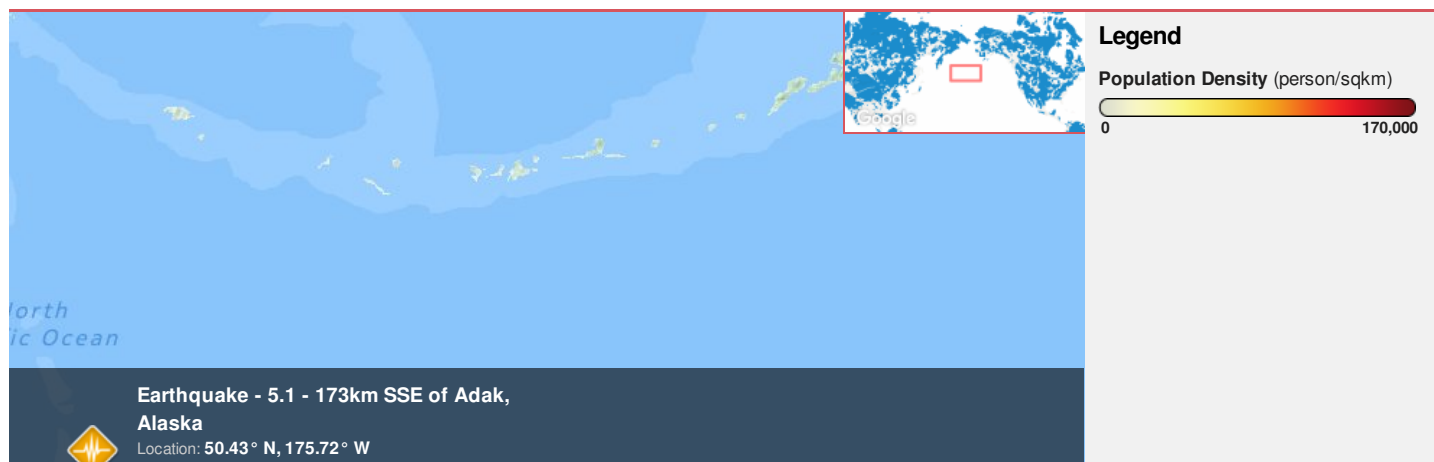 Google
Legend
Population Density (person/sqkm)
0 170,000
orth
ic Ocean
Earthquake - 5.1 - 173km SSE of Adak,
Alaska
Location: 50.43° N, 175.72° W